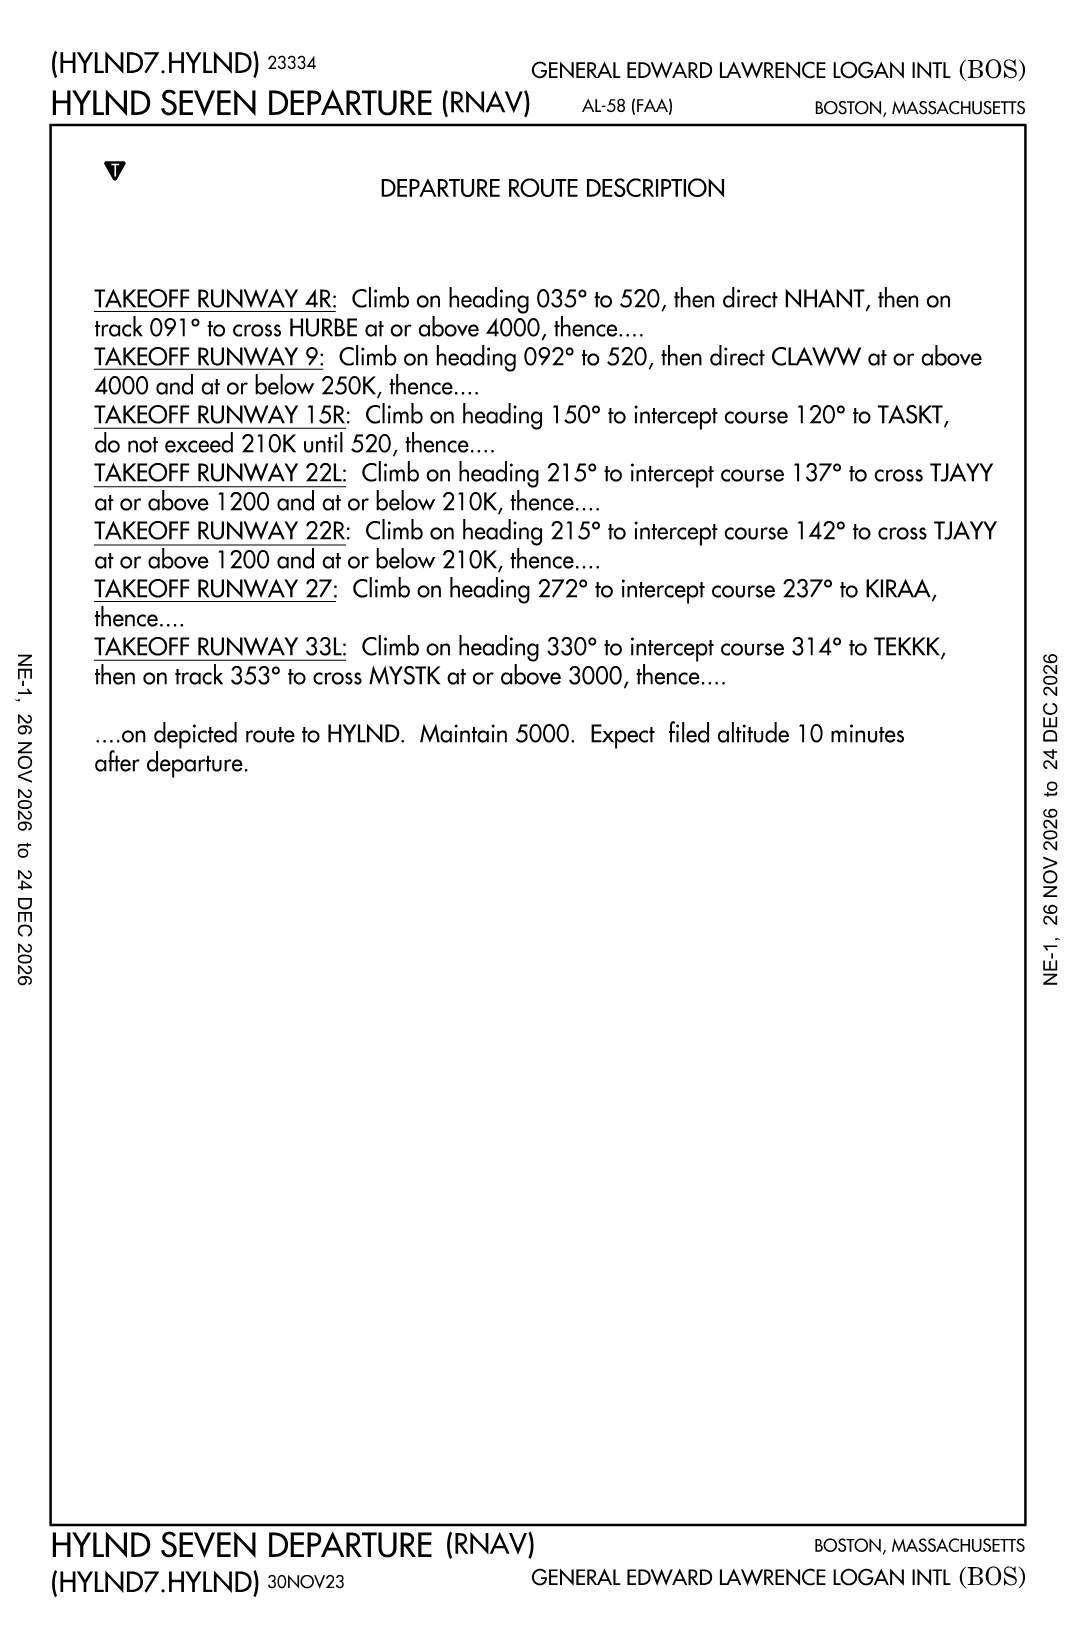 (HYLND7.HYLND) 23334
GENERAL EDWARD LAWRENCE LOGAN INTL (BOS)
HYLND SEVEN DEPARTURE (RNAV)
AL-58 (FAA)
BOSTON, MASSACHUSETTS
T
DEPARTURE ROUTE DESCRIPTION
TAKEOFF RUNWAY 4R: Climb on heading 035° to 520, then direct NHANT, then on
track 091° to cross HURBE at or above 4000, thence....
TAKEOFF RUNWAY 9: Climb on heading 092° to 520, then direct CLAWW at or above
4000 and at or below 250K, thence....
TAKEOFF RUNWAY 15R: Climb on heading 150° to intercept course 120° to TASKT,
do not exceed 210K until 520, thence....
TAKEOFF RUNWAY 22L: Climb on heading 215° to intercept course 137° to cross TJAYY
at or above 1200 and at or below 210K, thence....
TAKEOFF RUNWAY 22R: Climb on heading 215° to intercept course 142° to cross TJAYY
at or above 1200 and at or below 210K, thence....
TAKEOFF RUNWAY 27: Climb on heading 272° to intercept course 237° to KIRAA,
thence....
TAKEOFF RUNWAY 33L: Climb on heading 330° to intercept course 314° to TEKKK,
then on track 353° to cross MYSTK at or above 3000, thence....
....on depicted route to HYLND. Maintain 5000. Expect filed altitude 10 minutes
after departure.
NE-1, 26 NOV 2026 to 24 DEC 2026
NE-1, 26 NOV 2026 to 24 DEC 2026
HYLND SEVEN DEPARTURE (RNAV)
BOSTON, MASSACHUSETTS
(HYLND7.HYLND) 30NOV23
GENERAL EDWARD LAWRENCE LOGAN INTL (BOS)